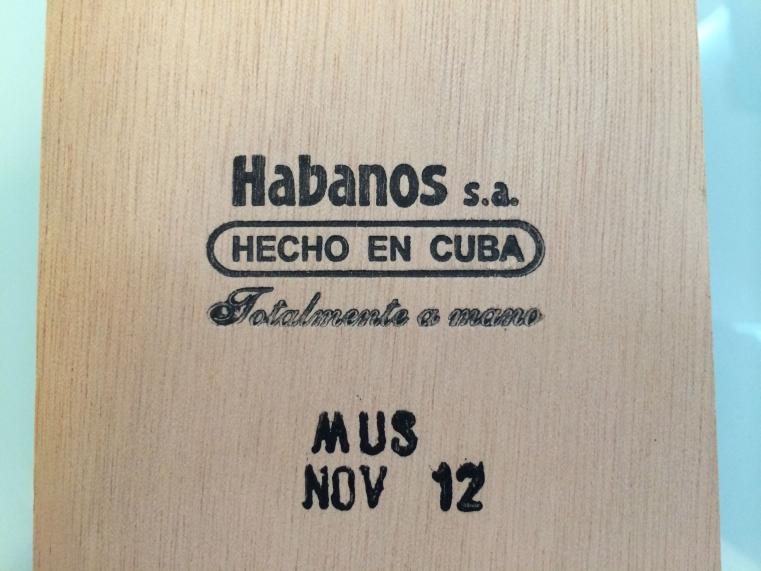 Habanos s.a.
HECHO EN CUBA
Totalmente a mano
MUS
NOV 12